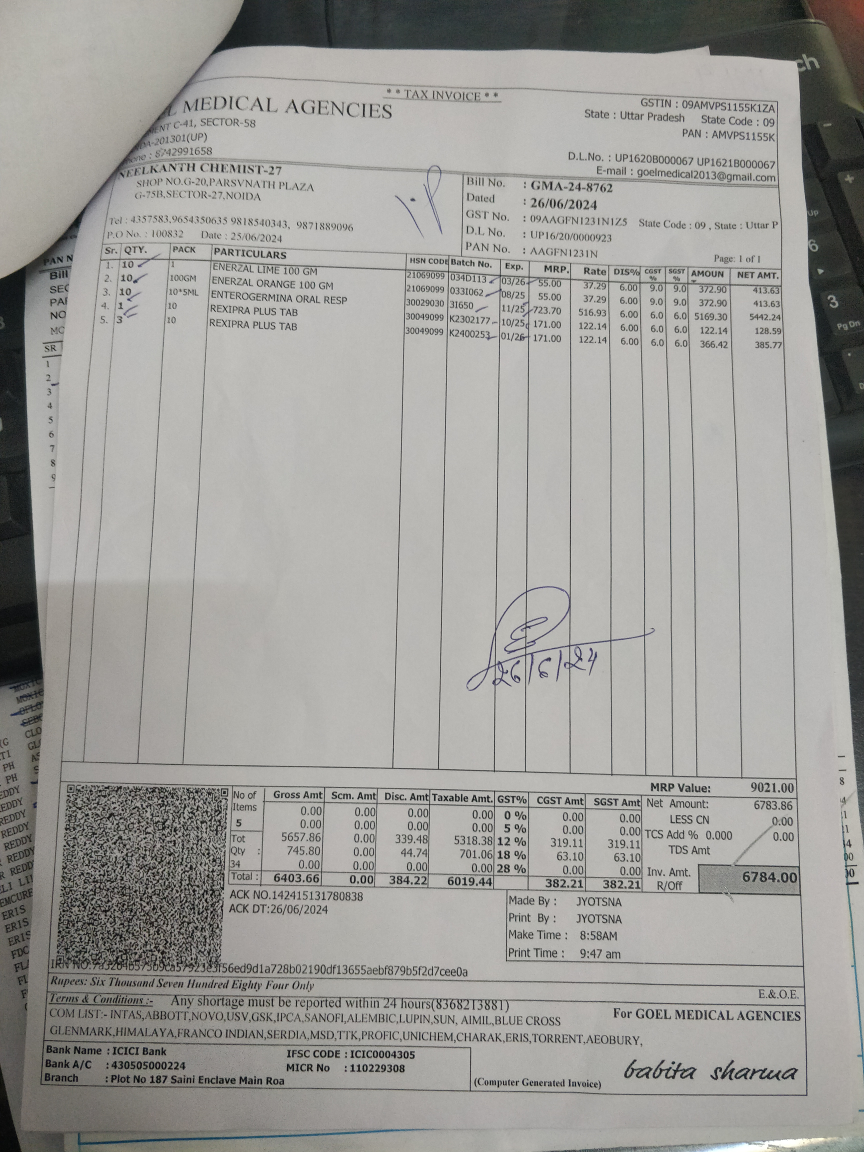 * * TAX INVOICE * *
MEDICAL AGENCIES
C-41, SECTOR-58
-201301(UP)
: 8742991658
GSTIN : 09AMVPS1155K1ZA
State : Uttar Pradesh State Code : 09
PAN : AMVPS1155K
D.L.No. : UP1620B000067 UP1621B000067
E-mail : goelmedical2013@gmail.com
NEELKANTH CHEMIST-27
SHOP NO.G-20,PARSVNATH PLAZA
G-75B,SECTOR-27,NOIDA
Tel : 4357583,9654350635 9818540343, 9871889096
P.O No. : 100832 Date : 25/06/2024
Bill No. : GMA-24-8762
Dated : 26/06/2024
GST No. : 09AAGFN1231N1Z5 State Code : 09 , State : Uttar P
D.L No. : UP16/20/0000923
PAN No. : AAGFN1231N
Page: 1 of 1
Sr. QTY. PACK PARTICULARS HSN CODE Batch No. Exp. MRP. Rate DIS% CGST % SGST % AMOUN NET AMT.
1. 10 1 ENERZAL LIME 100 GM 21069099 034D113 03/26 55.00 37.29 6.00 9.0 9.0 372.90 413.63
2. 10 100GM ENERZAL ORANGE 100 GM 21069099 033I062 08/25 55.00 37.29 6.00 9.0 9.0 372.90 413.63
3. 10 10*5ML ENTEROGERMINA ORAL RESP 30029030 31650 11/25 723.70 516.93 6.00 6.0 6.0 5169.30 5442.24
4. 1 10 REXIPRA PLUS TAB 30049099 K2302177 10/25 171.00 122.14 6.00 6.0 6.0 122.14 128.59
5. 3 10 REXIPRA PLUS TAB 30049099 K2400253 01/26 171.00 122.14 6.00 6.0 6.0 366.42 385.77
26/6/24
MRP Value: 9021.00
No of Items 5
Tot Qty : 34
Gross Amt Scm. Amt Disc. Amt Taxable Amt. GST% CGST Amt SGST Amt
0.00 0.00 0.00 0.00 0 % 0.00 0.00
0.00 0.00 0.00 0.00 5 % 0.00 0.00
5657.86 0.00 339.48 5318.38 12 % 319.11 319.11
745.80 0.00 44.74 701.06 18 % 63.10 63.10
0.00 0.00 0.00 0.00 28 % 0.00 0.00
Total : 6403.66 0.00 384.22 6019.44 382.21 382.21
Net Amount: 6783.86
LESS CN 0.00
TCS Add % 0.000 0.00
TDS Amt
Inv. Amt. R/Off 6784.00
ACK NO.142415131780838
ACK DT:26/06/2024
Made By : JYOTSNA
Print By : JYOTSNA
Make Time : 8:58AM
Print Time : 9:47 am
56ed9d1a728b02190df13655aebf879b5f2d7cee0a
Rupees: Six Thousand Seven Hundred Eighty Four Only
E.&O.E.
Terms & Conditions :- Any shortage must be reported within 24 hours(8368213881)
COM LIST:- INTAS,ABBOTT,NOVO,USV,GSK,IPCA,SANOFI,ALEMBIC,LUPIN,SUN, AIMIL,BLUE CROSS
GLENMARK,HIMALAYA,FRANCO INDIAN,SERDIA,MSD,TTK,PROFIC,UNICHEM,CHARAK,ERIS,TORRENT,AEOBURY,
For GOEL MEDICAL AGENCIES
Bank Name : ICICI Bank IFSC CODE : ICIC0004305
Bank A/C : 430505000224 MICR No : 110229308
Branch : Plot No 187 Saini Enclave Main Roa
(Computer Generated Invoice)
babita sharma